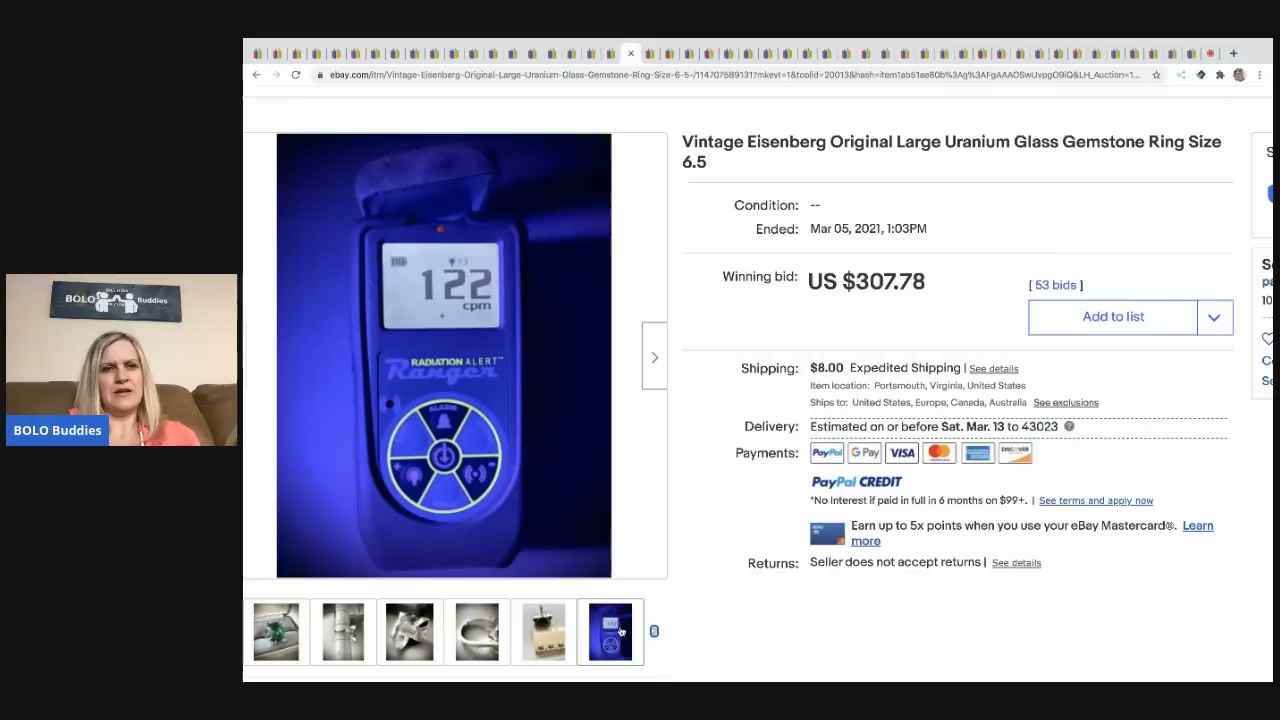 ebay.com/itm/Vintage-Eisenberg-Original-Large-Uranium-Glass-Gemstone-Ring-Size-6-5-/114707589131?mkevt=1&toolid=20013&hash=item1ab51ae80b%3Ag%3AFgAAAOSwUvpgO9iQ&LH_Auction=1...
Vintage Eisenberg Original Large Uranium Glass Gemstone Ring Size
6.5
Condition: --
Ended: Mar 05, 2021, 1:03PM
Winning bid: US $307.78 [ 53 bids ]
Add to list
Shipping: $8.00 Expedited Shipping | See details
Item location: Portsmouth, Virginia, United States
Ships to: United States, Europe, Canada, Australia See exclusions
Delivery: Estimated on or before Sat. Mar. 13 to 43023
Payments: PayPal G Pay VISA
PayPal CREDIT
*No Interest if paid in full in 6 months on $99+. | See terms and apply now
Earn up to 5x points when you use your eBay Mastercard®. Learn
more
Returns: Seller does not accept returns | See details
122
cpm
RADIATION ALERT™
Ranger
ALARM
BOLO Buddies
BOLO Buddies